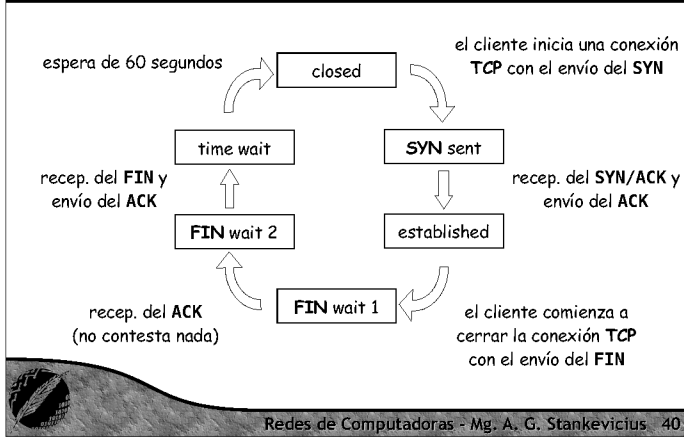 espera de 60 segundos
closed
el cliente inicia una conexión
TCP con el envío del SYN
time wait
SYN sent
recep. del FIN y
envío del ACK
recep. del SYN/ACK y
envío del ACK
FIN wait 2
established
FIN wait 1
recep. del ACK
(no contesta nada)
el cliente comienza a
cerrar la conexión TCP
con el envío del FIN
Redes de Computadoras - Mg. A. G. Stankevicius 40